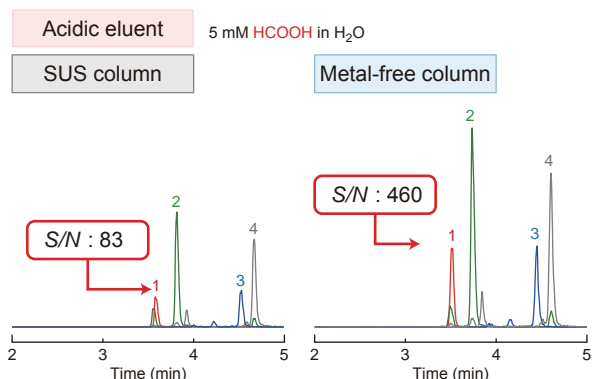 Acidic eluent
5 mM HCOOH in H₂O
SUS column
Metal-free column
S/N : 83
1
2
3
4
2 3 4 5
Time (min)
S/N : 460
1
2
3
4
2 3 4 5
Time (min)